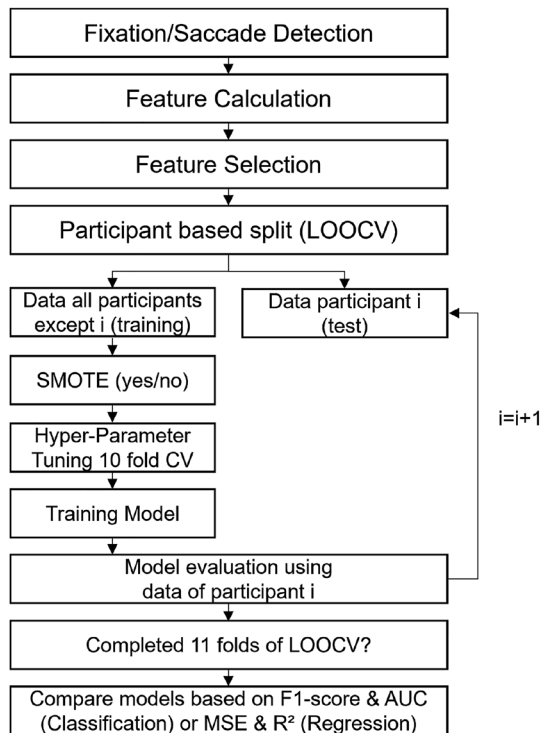 Fixation/Saccade Detection
Feature Calculation
Feature Selection
Participant based split (LOOCV)
Data all participants
except i (training)
Data participant i
(test)
SMOTE (yes/no)
i=i+1
Hyper-Parameter
Tuning 10 fold CV
Training Model
Model evaluation using
data of participant i
Completed 11 folds of LOOCV?
Compare models based on F1-score & AUC
(Classification) or MSE & R² (Regression)